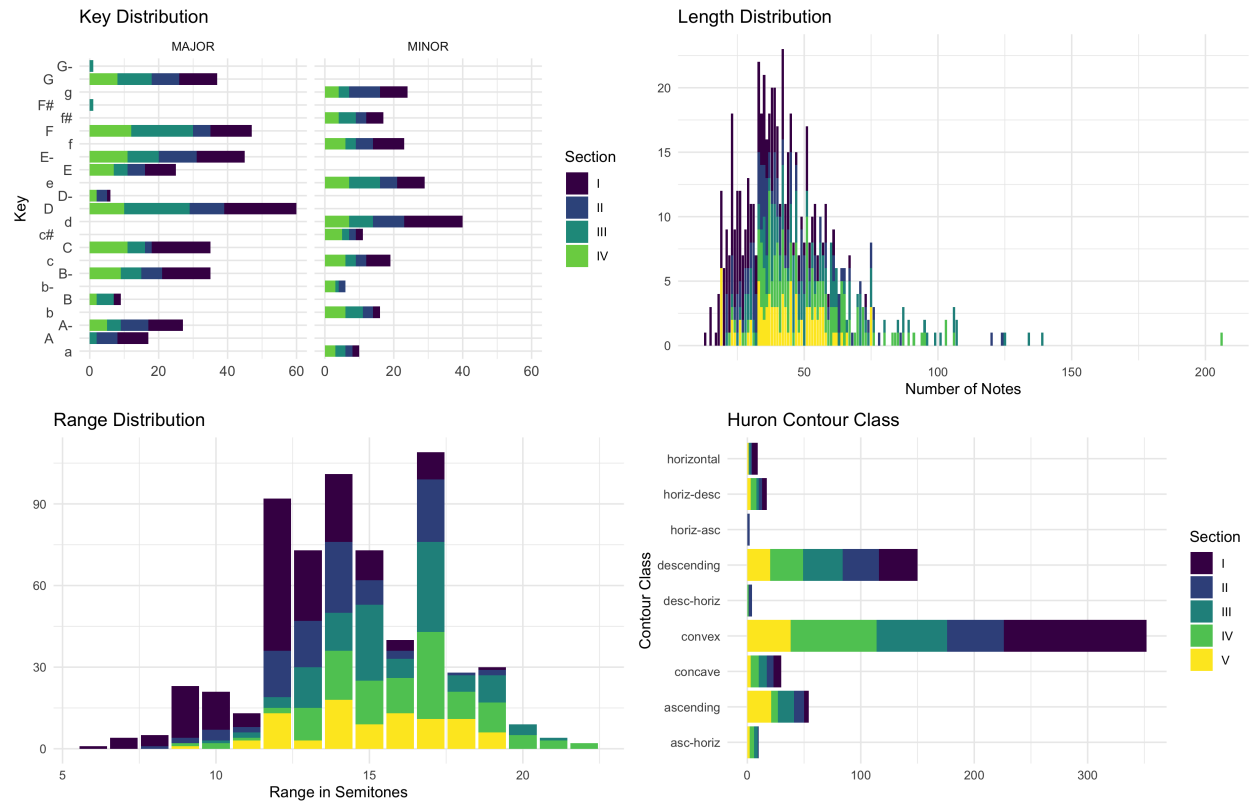 Key Distribution
MAJOR MINOR
Key
G-
G
g
F#
f#
F
f
E-
E
e
D-
D
d
c#
C
c
B-
b-
B
b
A-
A
a
0 20 40 60 0 20 40 60
Section
I
II
III
IV
Length Distribution
20
15
10
5
0
50 100 150 200
Number of Notes
Range Distribution
90
60
30
0
5 10 15 20
Range in Semitones
Huron Contour Class
Contour Class
horizontal
horiz-desc
horiz-asc
descending
desc-horiz
convex
concave
ascending
asc-horiz
0 100 200 300
Section
I
II
III
IV
V